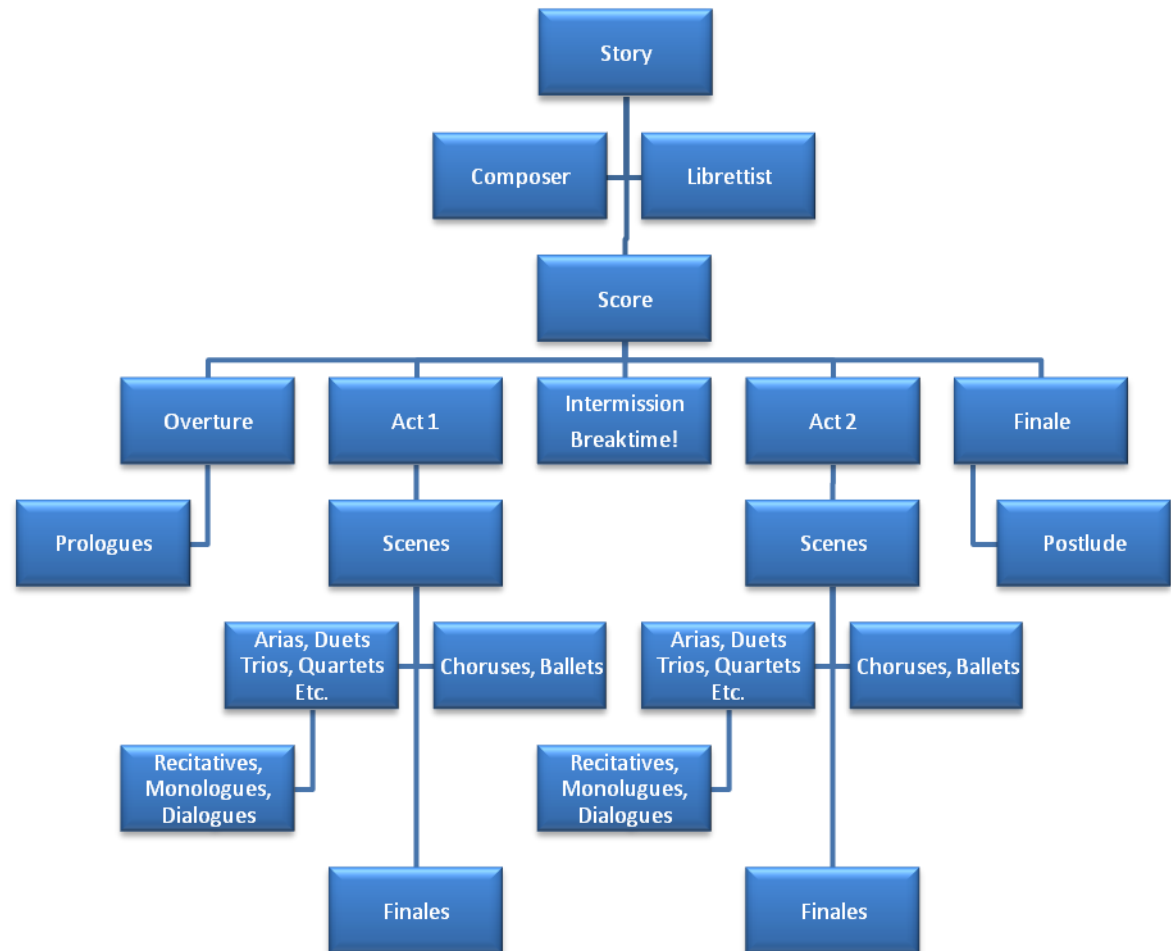 Story
Composer
Librettist
Score
Overture
Act 1
Intermission
Breaktime!
Act 2
Finale
Prologues
Scenes
Scenes
Postlude
Arias, Duets
Trios, Quartets
Etc.
Choruses, Ballets
Arias, Duets
Trios, Quartets
Etc.
Choruses, Ballets
Recitatives,
Monologues,
Dialogues
Recitatives,
Monolugues,
Dialogues
Finales
Finales